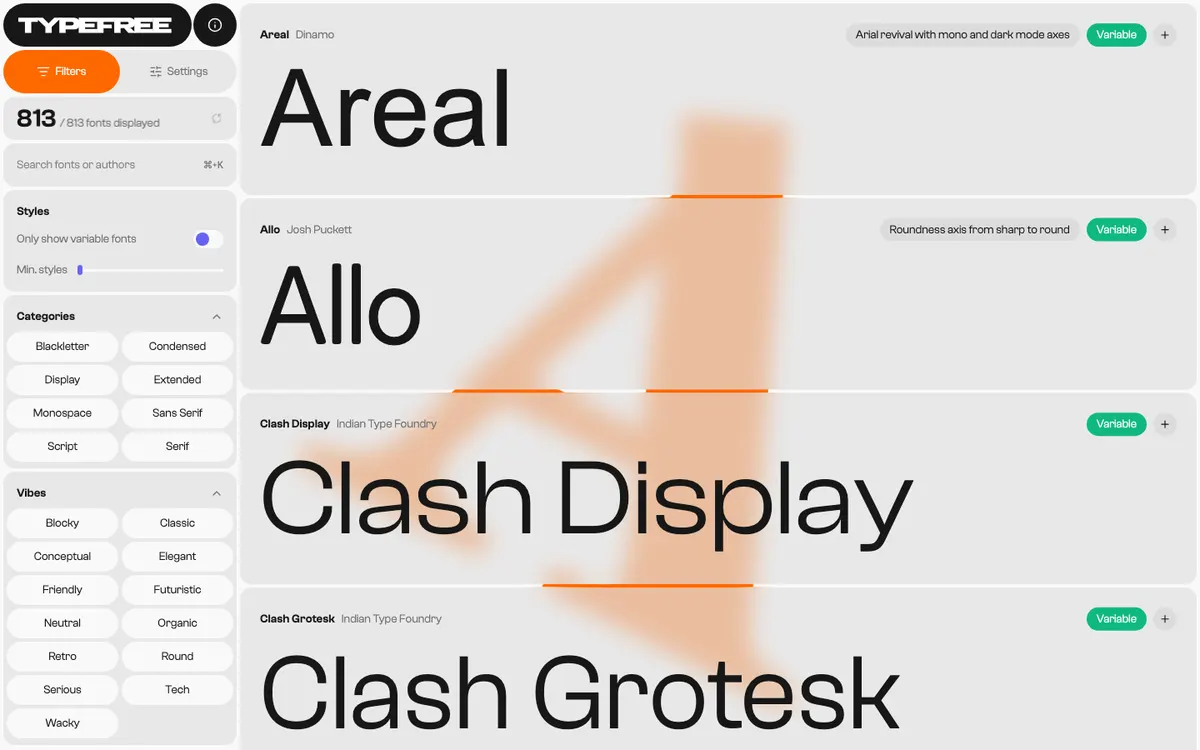 TYPEFREE
Filters
Settings
813 / 813 fonts displayed
Search fonts or authors ⌘+K
Styles
Only show variable fonts
Min. styles
Categories
Blackletter Condensed
Display Extended
Monospace Sans Serif
Script Serif
Vibes
Blocky Classic
Conceptual Elegant
Friendly Futuristic
Neutral Organic
Retro Round
Serious Tech
Wacky
Areal Dinamo Arial revival with mono and dark mode axes Variable +
Areal
Allo Josh Puckett Roundness axis from sharp to round Variable +
Allo
Clash Display Indian Type Foundry Variable +
Clash Display
Clash Grotesk Indian Type Foundry Variable +
Clash Grotesk